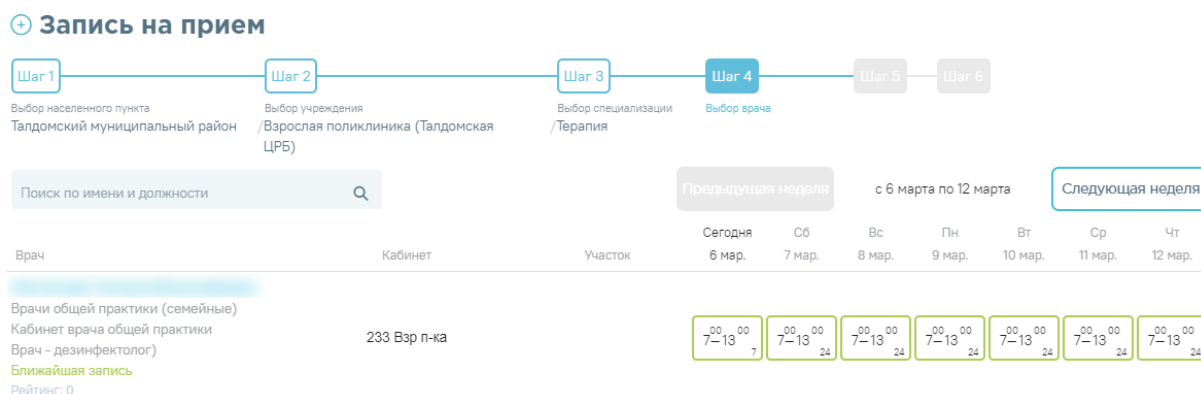 Запись на прием
Шаг 1 Шаг 2 Шаг 3 Шаг 4 Шаг 5 Шаг 6
Выбор населенного пункта Выбор учреждения Выбор специализации Выбор врача
Талдомский муниципальный район /Взрослая поликлиника (Талдомская /Терапия
ЦРБ)
Поиск по имени и должности Предыдущая неделя с 6 марта по 12 марта Следующая неделя
Сегодня Сб Вс Пн Вт Ср Чт
Врач Кабинет Участок 6 мар. 7 мар. 8 мар. 9 мар. 10 мар. 11 мар. 12 мар.
Врачи общей практики (семейные)
Кабинет врача общей практики
233 Взр п-ка 7⁰⁰–13⁰⁰ 7 7⁰⁰–13⁰⁰ 24 7⁰⁰–13⁰⁰ 24 7⁰⁰–13⁰⁰ 24 7⁰⁰–13⁰⁰ 24 7⁰⁰–13⁰⁰ 24 7⁰⁰–13⁰⁰ 24
Врач - дезинфектолог)
Ближайшая запись
Рейтинг: 0